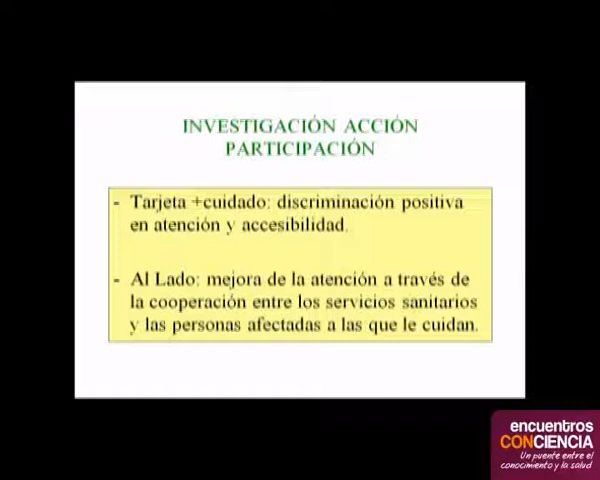 INVESTIGACIÓN ACCIÓN
PARTICIPACIÓN
- Tarjeta +cuidado: discriminación positiva
en atención y accesibilidad.
- Al Lado: mejora de la atención a través de
la cooperación entre los servicios sanitarios
y las personas afectadas a las que le cuidan.
encuentros
CONCIENCIA
Un puente entre el
conocimiento y la salud